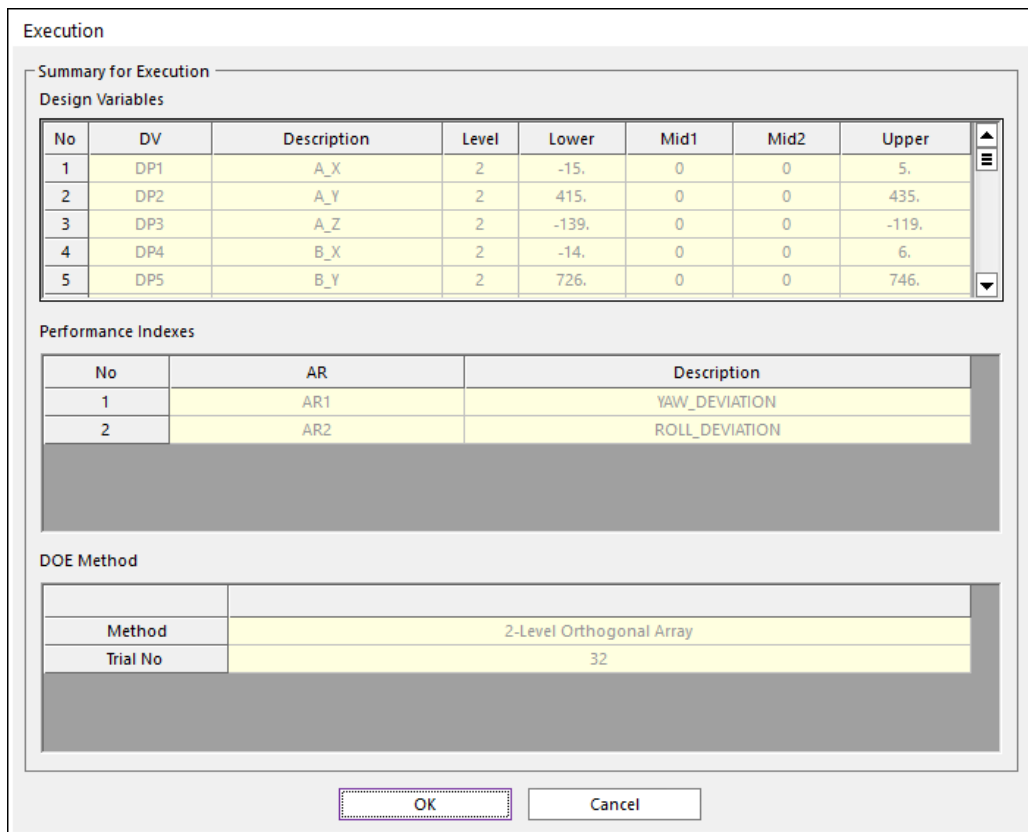 Execution
Summary for Execution
Design Variables
No DV Description Level Lower Mid1 Mid2 Upper
1 DP1 A_X 2 -15. 0 0 5.
2 DP2 A_Y 2 415. 0 0 435.
3 DP3 A_Z 2 -139. 0 0 -119.
4 DP4 B_X 2 -14. 0 0 6.
5 DP5 B_Y 2 726. 0 0 746.
Performance Indexes
No AR Description
1 AR1 YAW_DEVIATION
2 AR2 ROLL_DEVIATION
DOE Method
Method 2-Level Orthogonal Array
Trial No 32
OK Cancel